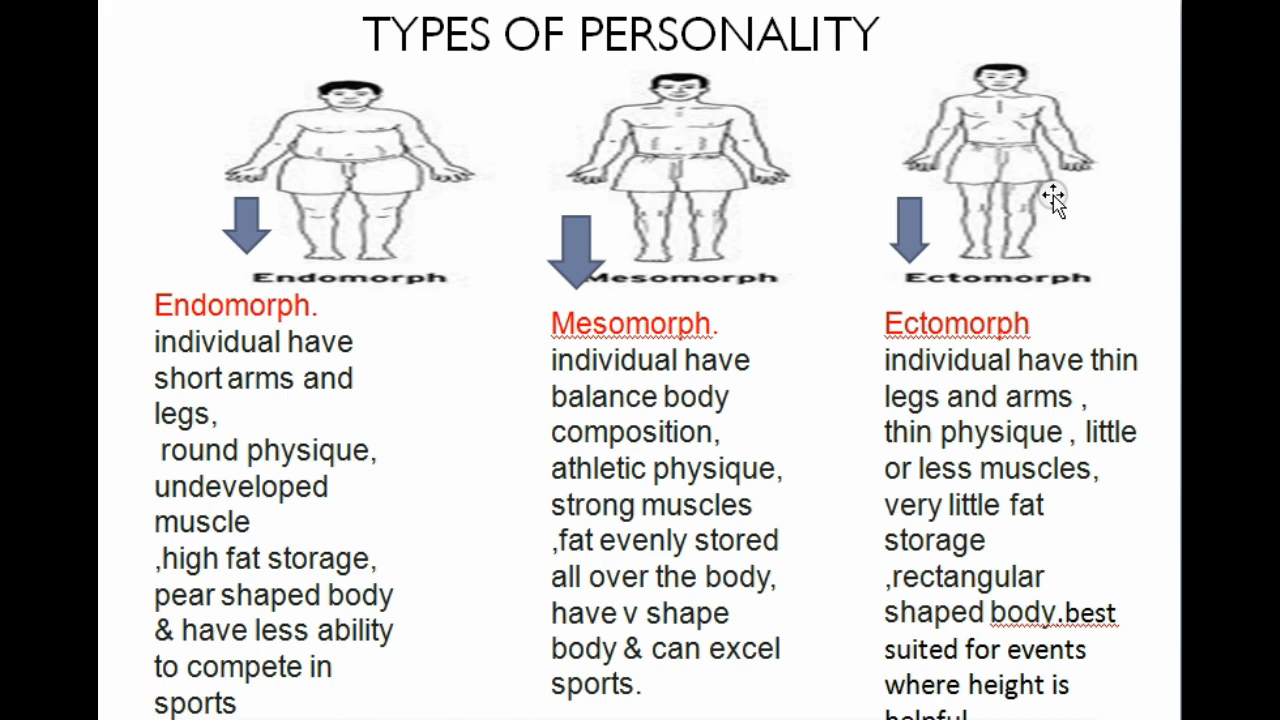 TYPES OF PERSONALITY
Endomorph
Mesomorph
Ectomorph
Endomorph.
individual have
short arms and
legs,
round physique,
undeveloped
muscle
,high fat storage,
pear shaped body
& have less ability
to compete in
sports
Mesomorph.
individual have
balance body
composition,
athletic physique,
strong muscles
,fat evenly stored
all over the body,
have v shape
body & can excel
sports.
Ectomorph
individual have thin
legs and arms ,
thin physique , little
or less muscles,
very little fat
storage
,rectangular
shaped body.best
suited for events
where height is
helpful